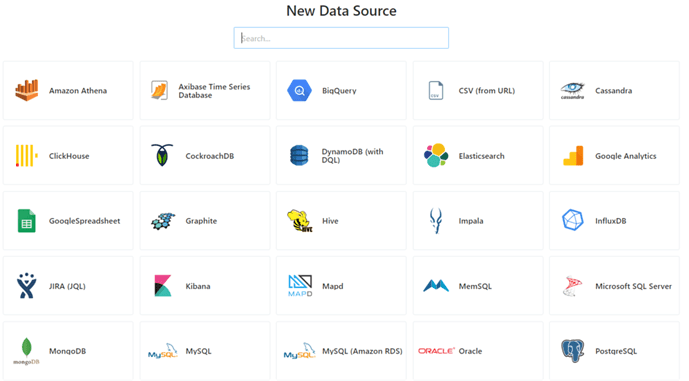 New Data Source
Search...
Amazon Athena
Axibase Time Series
Database
BigQuery
CSV
CSV (from URL)
cassandra
Cassandra
ClickHouse
CockroachDB
DynamoDB (with
DQL)
Elasticsearch
Google Analytics
GoogleSpreadsheet
Graphite
HIVE
Hive
Impala
InfluxDB
JIRA (JQL)
Kibana
MAPD
Mapd
MemSQL
Microsoft SQL Server
mongoDB
MongoDB
MySQL
MySQL
MySQL
MySQL (Amazon RDS)
ORACLE
Oracle
PostgreSQL